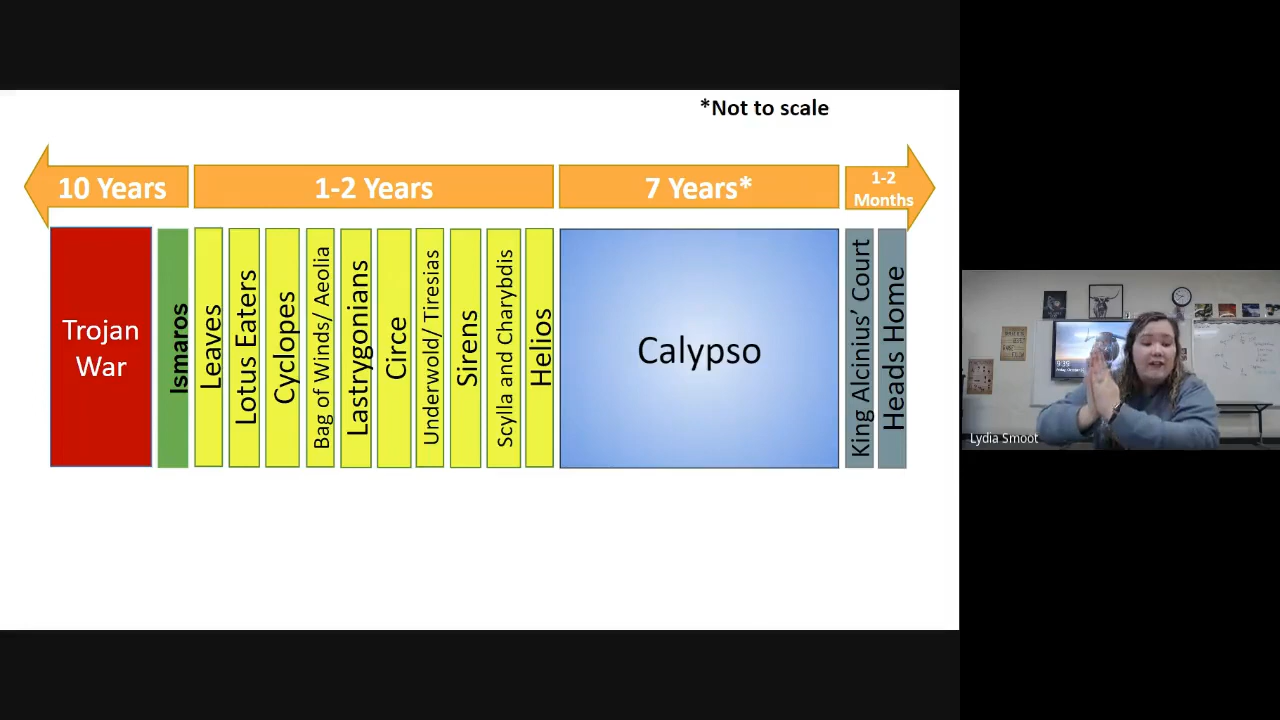 *Not to scale
10 Years
1-2 Years
7 Years*
1-2
Months
Trojan
War
Ismaros
Leaves
Lotus Eaters
Cyclopes
Bag of Winds/ Aeolia
Lastrygonians
Circe
Underwold/ Tiresias
Sirens
Scylla and Charybdis
Helios
Calypso
King Alcinius’ Court
Heads Home
9:39
Lydia Smoot